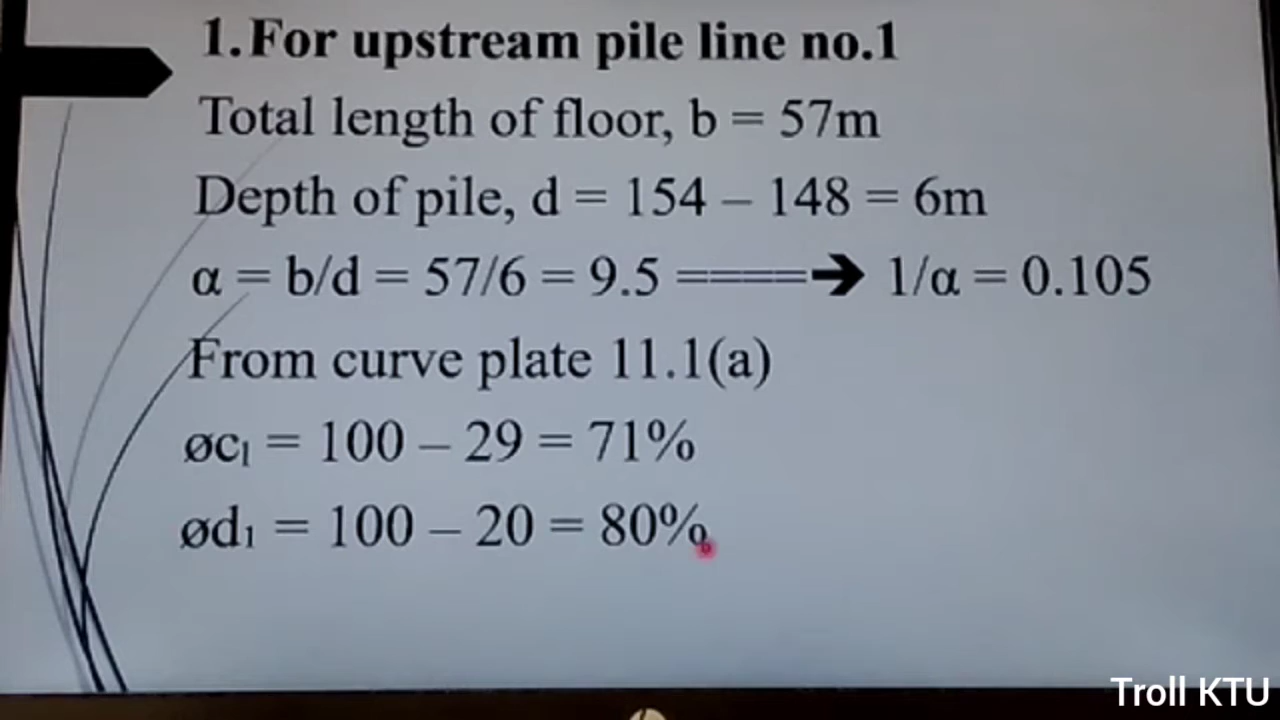 1. For upstream pile line no.1
Total length of floor, b = 57m
Depth of pile, d = 154 – 148 = 6m
α = b/d = 57/6 = 9.5 ====➔ 1/α = 0.105
From curve plate 11.1(a)
øc₁ = 100 – 29 = 71%
ød₁ = 100 – 20 = 80%
Troll KTU